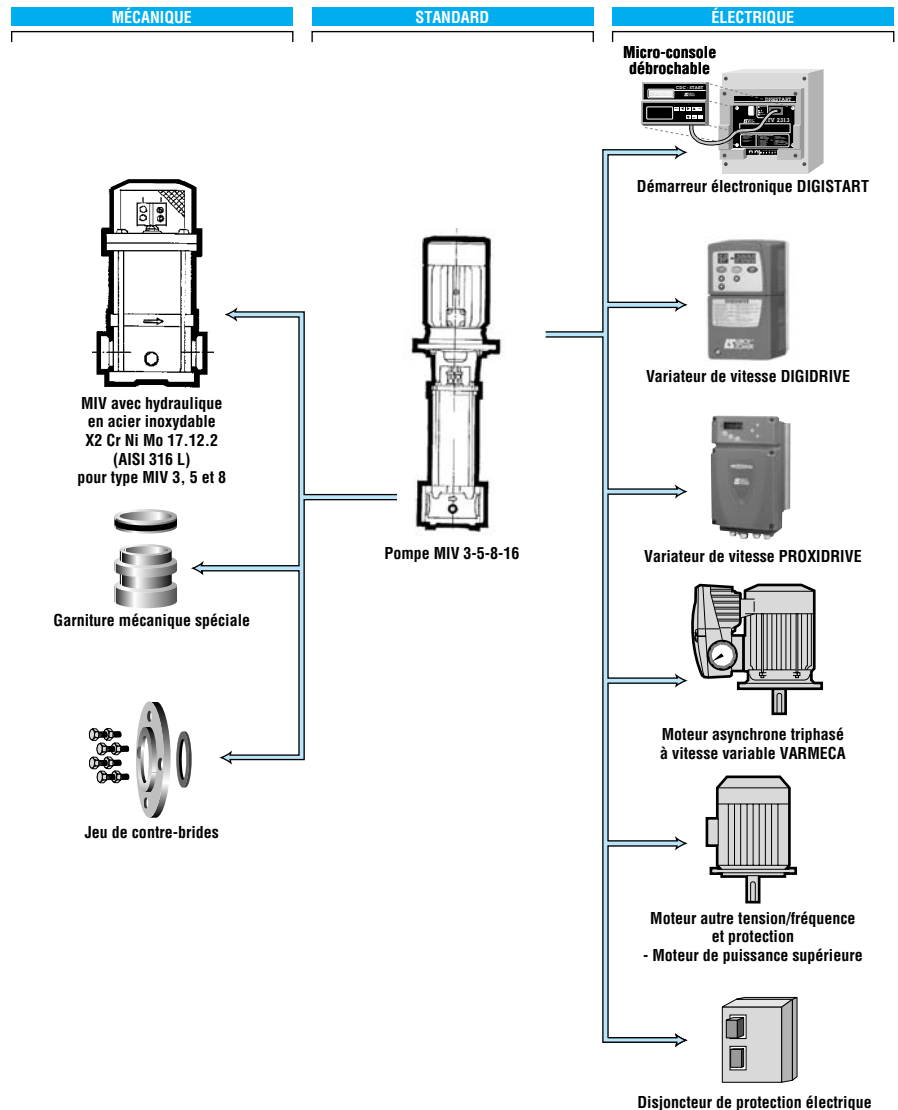 MÉCANIQUE
STANDARD
ÉLECTRIQUE
MIV avec hydraulique
en acier inoxydable
X2 Cr Ni Mo 17.12.2
(AISI 316 L)
pour type MIV 3, 5 et 8
Garniture mécanique spéciale
Jeu de contre-brides
Pompe MIV 3-5-8-16
Micro-console
débrochable
CDC - START
DIGISTART
Démarreur électronique DIGISTART
Variateur de vitesse DIGIDRIVE
Variateur de vitesse PROXIDRIVE
Moteur asynchrone triphasé
à vitesse variable VARMECA
Moteur autre tension/fréquence
et protection
- Moteur de puissance supérieure
Disjoncteur de protection électrique